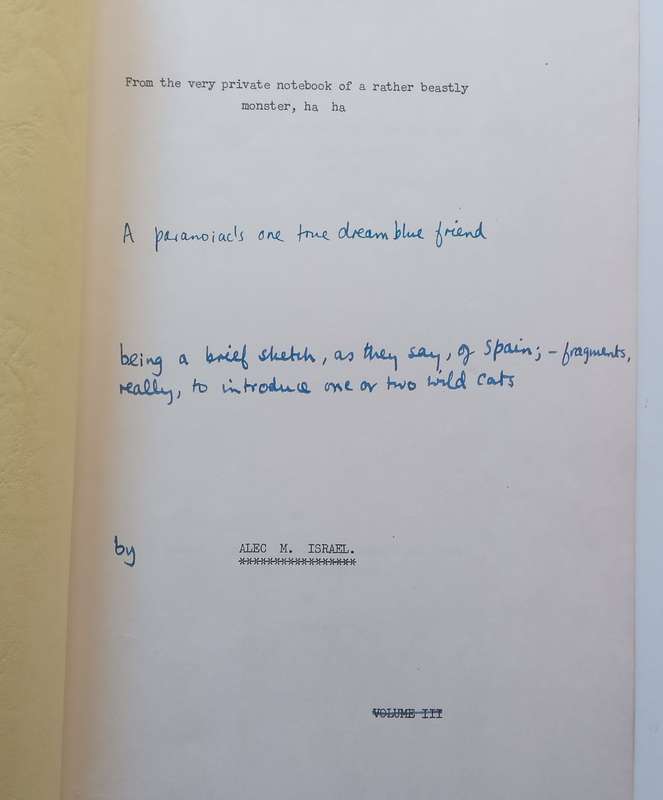 From the very private notebook of a rather beastly
monster, ha ha
A paranoiac's one true dream blue friend
being a brief sketch, as they say, of Spain; – fragments,
really, to introduce one or two wild cats
by ALEC M. ISRAEL.
*****************
VOLUME III